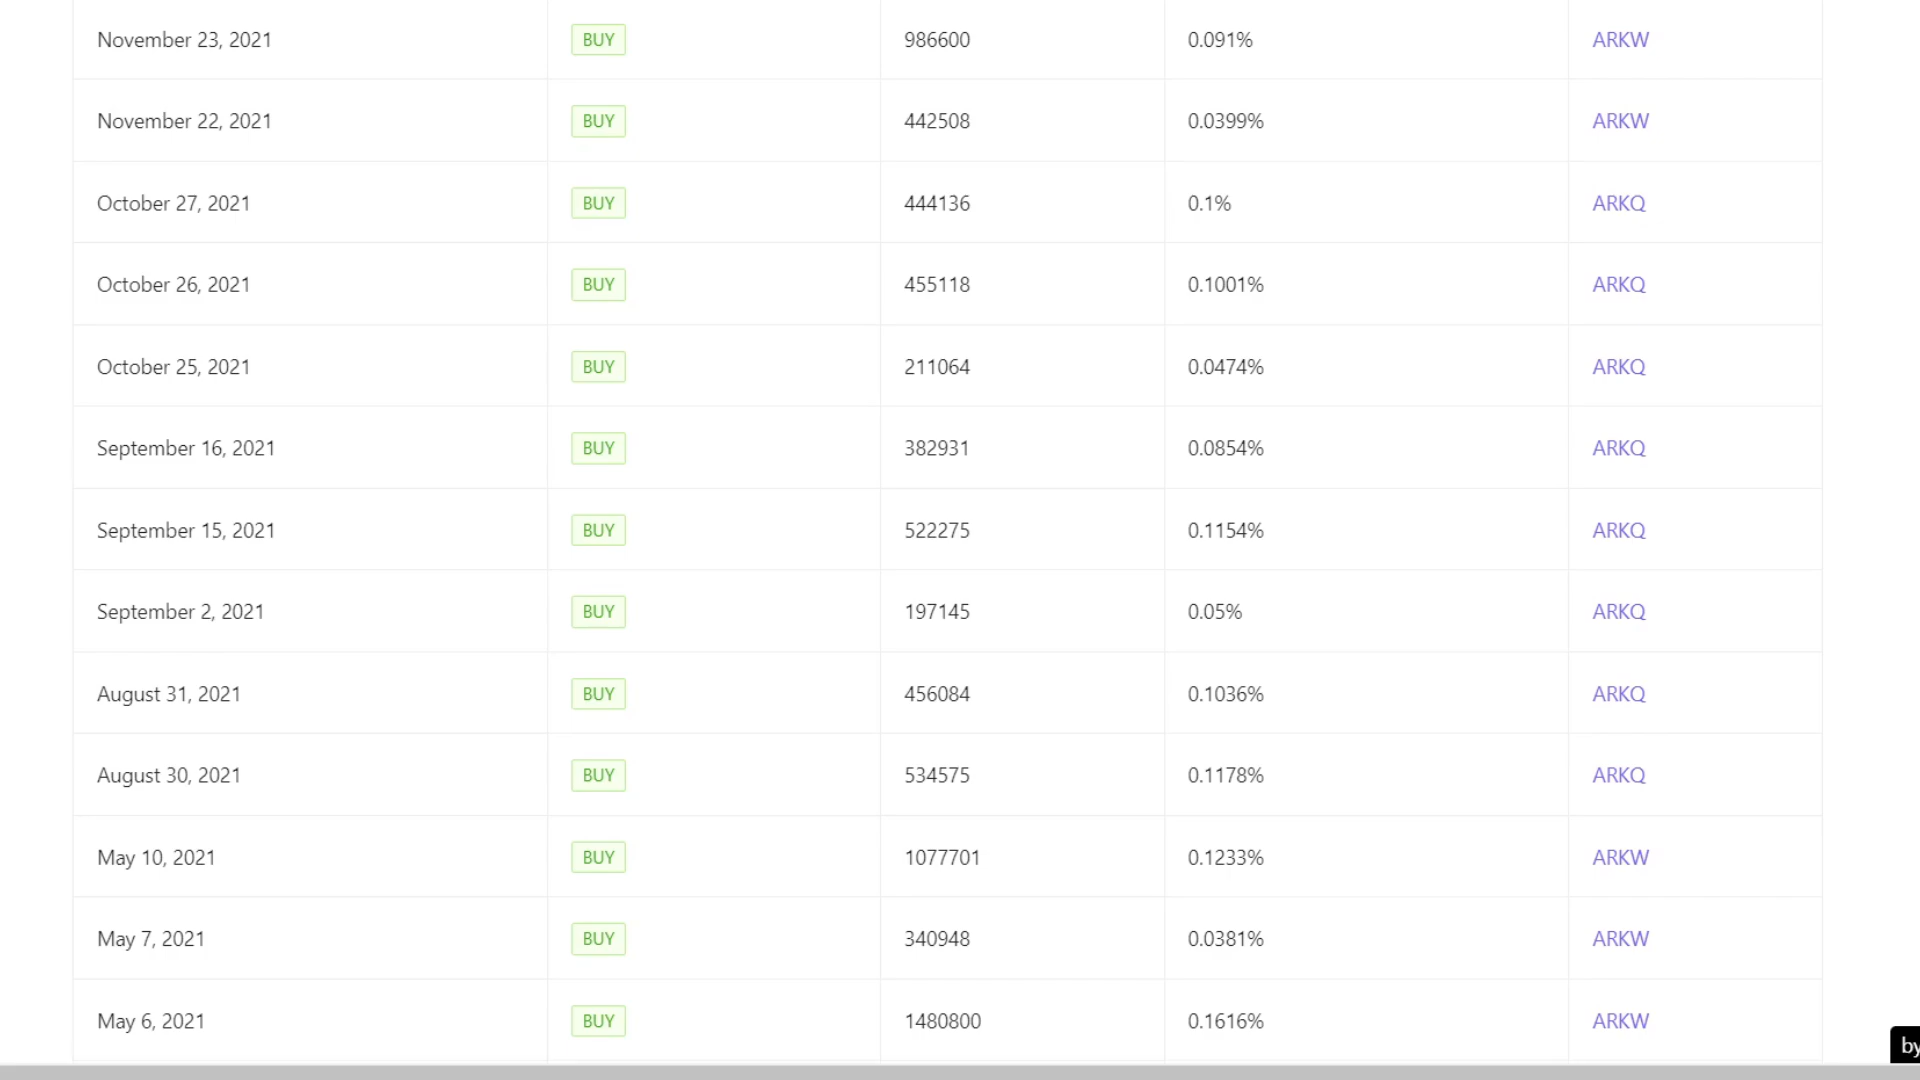 November 23, 2021 BUY 986600 0.091% ARKW
November 22, 2021 BUY 442508 0.0399% ARKW
October 27, 2021 BUY 444136 0.1% ARKQ
October 26, 2021 BUY 455118 0.1001% ARKQ
October 25, 2021 BUY 211064 0.0474% ARKQ
September 16, 2021 BUY 382931 0.0854% ARKQ
September 15, 2021 BUY 522275 0.1154% ARKQ
September 2, 2021 BUY 197145 0.05% ARKQ
August 31, 2021 BUY 456084 0.1036% ARKQ
August 30, 2021 BUY 534575 0.1178% ARKQ
May 10, 2021 BUY 1077701 0.1233% ARKW
May 7, 2021 BUY 340948 0.0381% ARKW
May 6, 2021 BUY 1480800 0.1616% ARKW
by